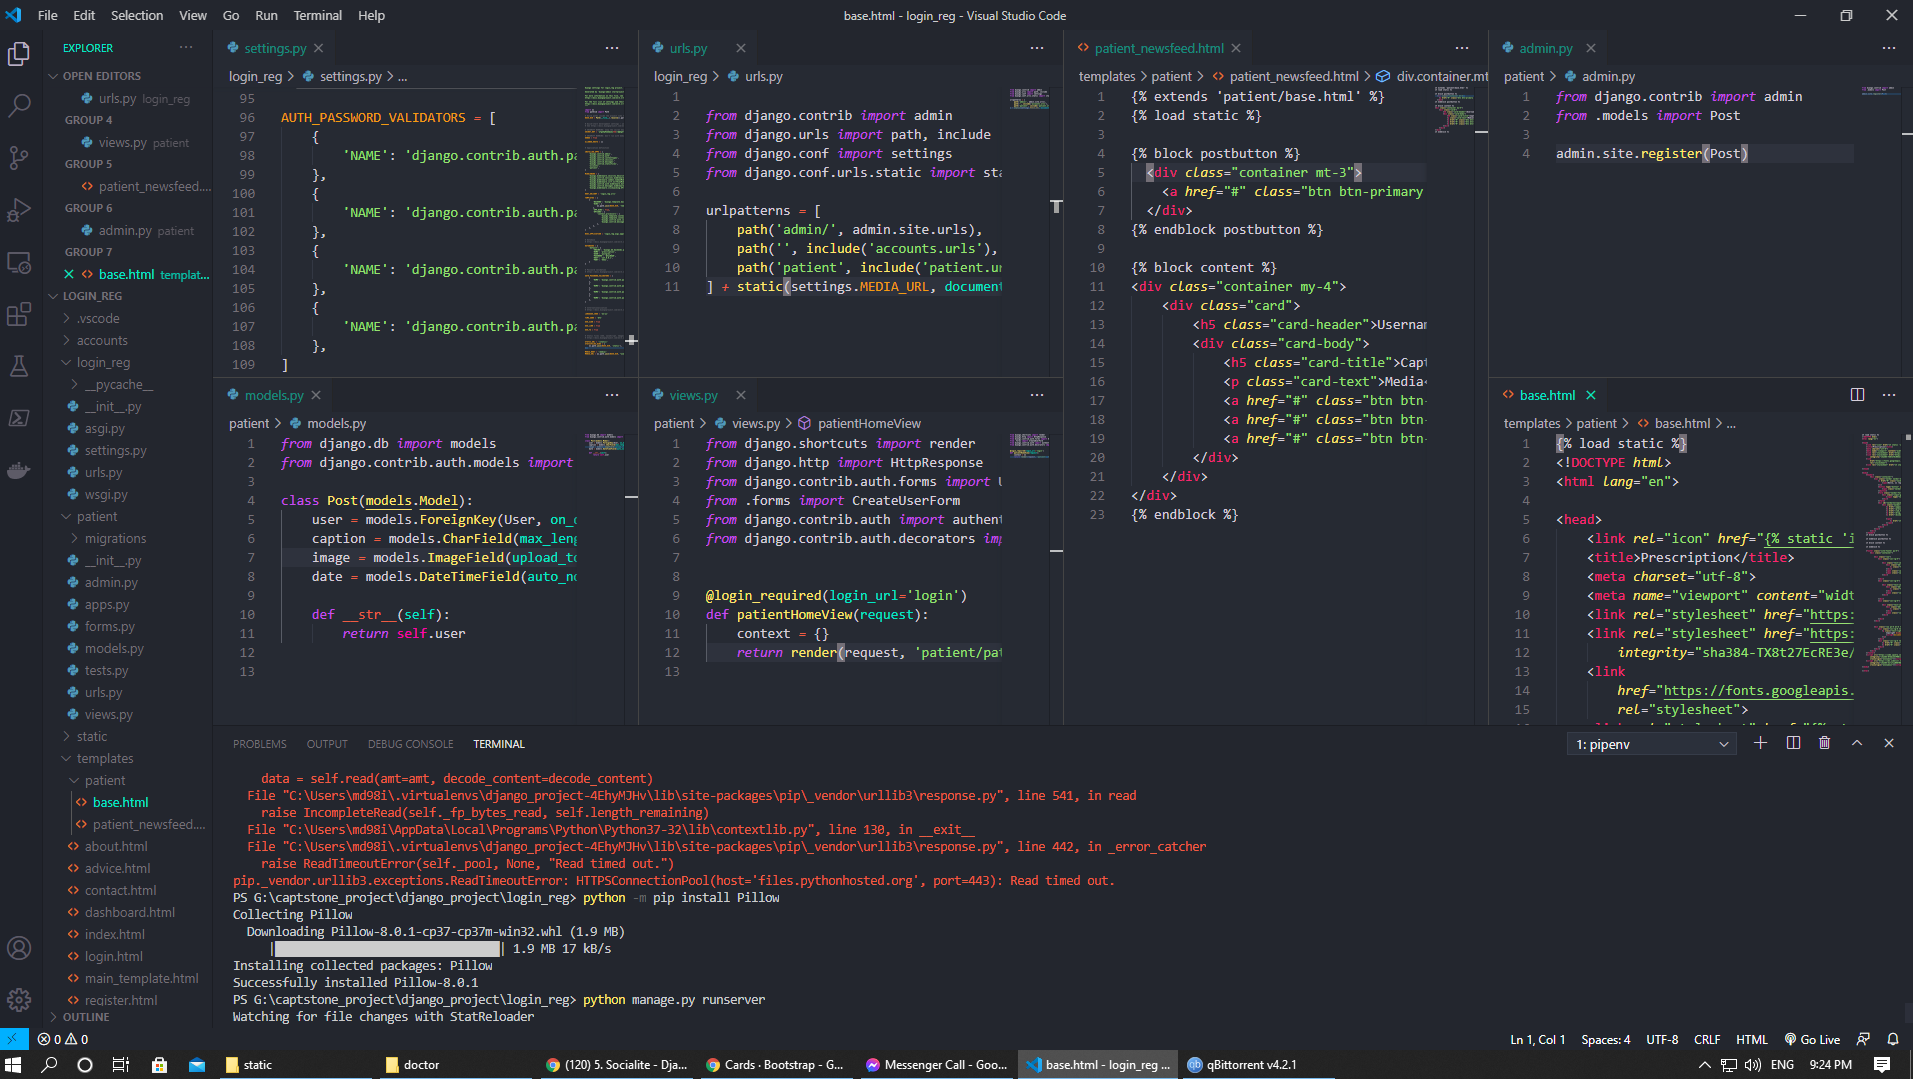 File Edit Selection View Go Run Terminal Help
base.html - login_reg - Visual Studio Code
EXPLORER
OPEN EDITORS
urls.py login_reg
GROUP 4
views.py patient
GROUP 5
patient_newsfeed....
GROUP 6
admin.py patient
GROUP 7
base.html templat...
LOGIN_REG
.vscode
accounts
login_reg
__pycache__
__init__.py
asgi.py
settings.py
urls.py
wsgi.py
patient
migrations
__init__.py
admin.py
apps.py
forms.py
models.py
tests.py
urls.py
views.py
static
templates
patient
base.html
patient_newsfeed....
about.html
advice.html
contact.html
dashboard.html
index.html
login.html
main_template.html
register.html
OUTLINE
settings.py
login_reg > settings.py > ...
95
96 AUTH_PASSWORD_VALIDATORS = [
97 {
98 'NAME': 'django.contrib.auth.pa
99 },
100 {
101 'NAME': 'django.contrib.auth.pa
102 },
103 {
104 'NAME': 'django.contrib.auth.pa
105 },
106 {
107 'NAME': 'django.contrib.auth.pa
108 },
109 ]
urls.py
login_reg > urls.py
1
2 from django.contrib import admin
3 from django.urls import path, include
4 from django.conf import settings
5 from django.conf.urls.static import sta
6
7 urlpatterns = [
8 path('admin/', admin.site.urls),
9 path('', include('accounts.urls'),
10 path('patient', include('patient.ur
11 ] + static(settings.MEDIA_URL, document
patient_newsfeed.html
templates > patient > patient_newsfeed.html > div.container.mt
1 {% extends 'patient/base.html' %}
2 {% load static %}
3
4 {% block postbutton %}
5 <div class="container mt-3">
6 <a href="#" class="btn btn-primary
7 </div>
8 {% endblock postbutton %}
9
10 {% block content %}
11 <div class="container my-4">
12 <div class="card">
13 <h5 class="card-header">Usernam
14 <div class="card-body">
15 <h5 class="card-title">Capt
16 <p class="card-text">Media<
17 <a href="#" class="btn btn-
18 <a href="#" class="btn btn-
19 <a href="#" class="btn btn-
20 </div>
21 </div>
22 </div>
23 {% endblock %}
admin.py
patient > admin.py
1 from django.contrib import admin
2 from .models import Post
3
4 admin.site.register(Post)
models.py
patient > models.py
1 from django.db import models
2 from django.contrib.auth.models import
3
4 class Post(models.Model):
5 user = models.ForeignKey(User, on_d
6 caption = models.CharField(max_leng
7 image = models.ImageField(upload_to
8 date = models.DateTimeField(auto_no
9
10 def __str__(self):
11 return self.user
12
13
views.py
patient > views.py > patientHomeView
1 from django.shortcuts import render
2 from django.http import HttpResponse
3 from django.contrib.auth.forms import U
4 from .forms import CreateUserForm
5 from django.contrib.auth import authent
6 from django.contrib.auth.decorators imp
7
8
9 @login_required(login_url='login')
10 def patientHomeView(request):
11 context = {}
12 return render(request, 'patient/pat
13
base.html
templates > patient > base.html > ...
1 {% load static %}
2 <!DOCTYPE html>
3 <html lang="en">
4
5 <head>
6 <link rel="icon" href="{% static 'i
7 <title>Prescription</title>
8 <meta charset="utf-8">
9 <meta name="viewport" content="widt
10 <link rel="stylesheet" href="https:
11 <link rel="stylesheet" href="https:
12 integrity="sha384-TX8t27EcRE3e/
13 <link
14 href="https://fonts.googleapis.
15 rel="stylesheet">
PROBLEMS OUTPUT DEBUG CONSOLE TERMINAL
1: pipenv
data = self.read(amt=amt, decode_content=decode_content)
File "C:\Users\md98i\.virtualenvs\django_project-4EhyMJHv\lib\site-packages\pip\_vendor\urllib3\response.py", line 541, in read
raise IncompleteRead(self._fp_bytes_read, self.length_remaining)
File "C:\Users\md98i\AppData\Local\Programs\Python\Python37-32\lib\contextlib.py", line 130, in __exit__
File "C:\Users\md98i\.virtualenvs\django_project-4EhyMJHv\lib\site-packages\pip\_vendor\urllib3\response.py", line 442, in _error_catcher
raise ReadTimeoutError(self._pool, None, "Read timed out.")
pip._vendor.urllib3.exceptions.ReadTimeoutError: HTTPSConnectionPool(host='files.pythonhosted.org', port=443): Read timed out.
PS G:\captstone_project\django_project\login_reg> python -m pip install Pillow
Collecting Pillow
Downloading Pillow-8.0.1-cp37-cp37m-win32.whl (1.9 MB)
| | 1.9 MB 17 kB/s
Installing collected packages: Pillow
Successfully installed Pillow-8.0.1
PS G:\captstone_project\django_project\login_reg> python manage.py runserver
Watching for file changes with StatReloader
0 0
Ln 1, Col 1 Spaces: 4 UTF-8 CRLF HTML Go Live
static
doctor
(120) 5. Socialite - Dja...
Cards · Bootstrap - G...
Messenger Call - Goo...
base.html - login_reg ...
qBittorrent v4.2.1
ENG
9:24 PM